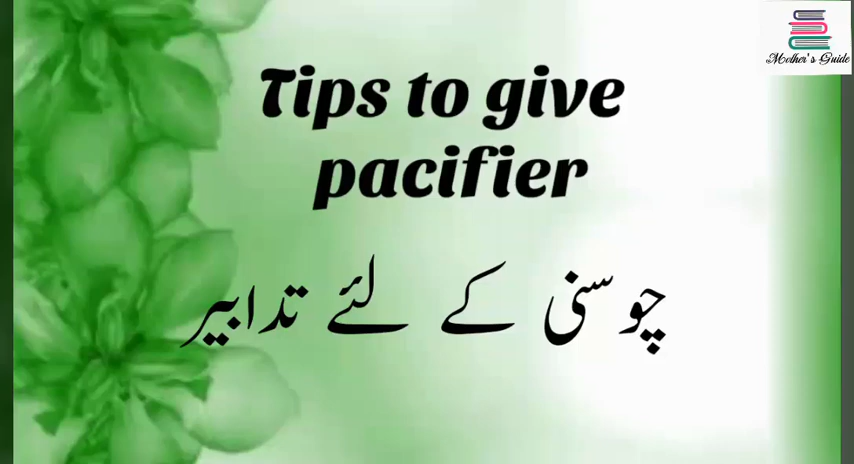 Mother's Guide
Tips to give
pacifier
چوسنی کے لئے تدابیر